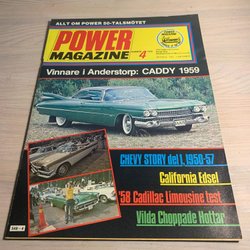 ALLT OM POWER 50-TALSMÖTET
POWER
MAGAZINE
4
Vinnare i Anderstorp: CADDY 1959
CHEVY STORY del I, 1950-57
California Edsel
'58 Cadillac Limousine test
Vilda Choppade Hottar